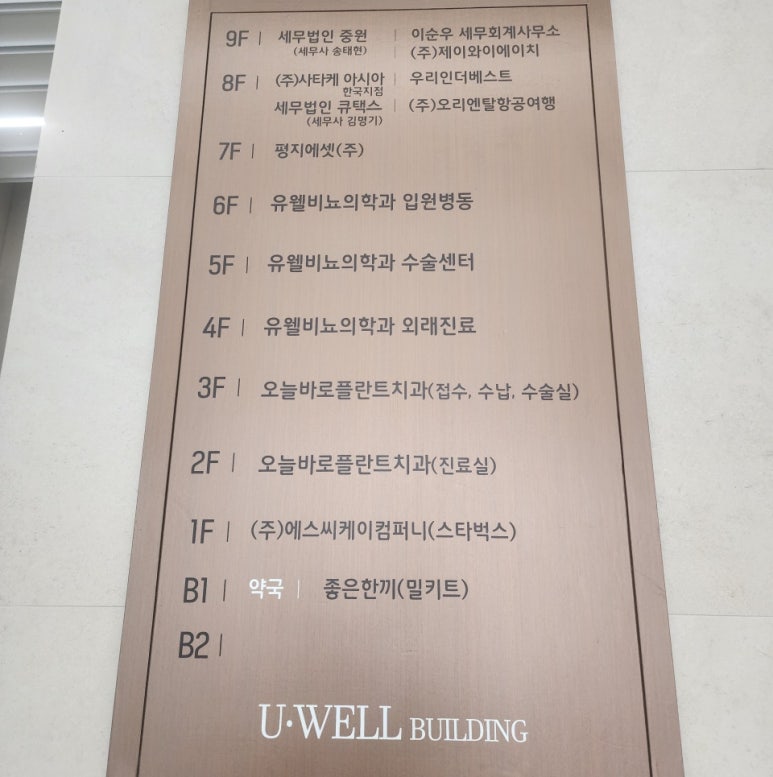 9F | 세무법인 중원 | 이순우 세무회계사무소
(세무사 송태헌) | (주)제이와이에이치
8F | (주)사타케 아시아 | 우리인더베스트
한국지점
세무법인 큐택스 | (주)오리엔탈항공여행
(세무사 김명기)
7F | 평지에셋(주)
6F | 유웰비뇨의학과 입원병동
5F | 유웰비뇨의학과 수술센터
4F | 유웰비뇨의학과 외래진료
3F | 오늘바로플란트치과(접수, 수납, 수술실)
2F | 오늘바로플란트치과(진료실)
1F | (주)에스씨케이컴퍼니(스타벅스)
B1 | 약국 | 좋은한끼(밀키트)
B2 |
U·WELL BUILDING